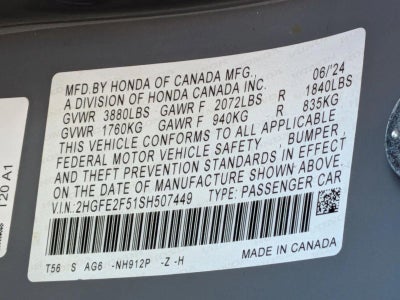 MFD.BY HONDA OF CANADA MFG. 06/'24
A DIVISION OF HONDA CANADA INC.
GVWR 3880LBS GAWR F 2072LBS R 1840LBS
GVWR 1760KG GAWR F 940KG R 835KG
THIS VEHICLE CONFORMS TO ALL APPLICABLE
FEDERAL MOTOR VEHICLE SAFETY, BUMPER,
AND THEFT PREVENTION STANDARDS IN EFFECT
ON THE DATE OF MANUFACTURE SHOWN ABOVE.
V.I.N:2HGFE2F51SH507449 TYPE: PASSENGER CAR
T56 S AG6 -NH912P -Z -H MADE IN CANADA
T20 A1